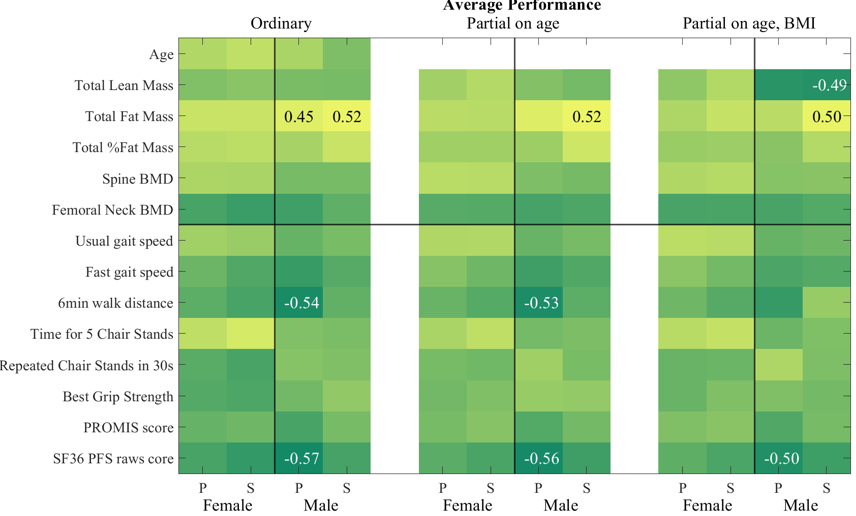 Average Performance
Ordinary Partial on age Partial on age, BMI
Age
Total Lean Mass -0.49
Total Fat Mass 0.45 0.52 0.52 0.50
Total %Fat Mass
Spine BMD
Femoral Neck BMD
Usual gait speed
Fast gait speed
6min walk distance -0.54 -0.53
Time for 5 Chair Stands
Repeated Chair Stands in 30s
Best Grip Strength
PROMIS score
SF36 PFS raws core -0.57 -0.56 -0.50
P S P S P S P S P S P S
Female Male Female Male Female Male